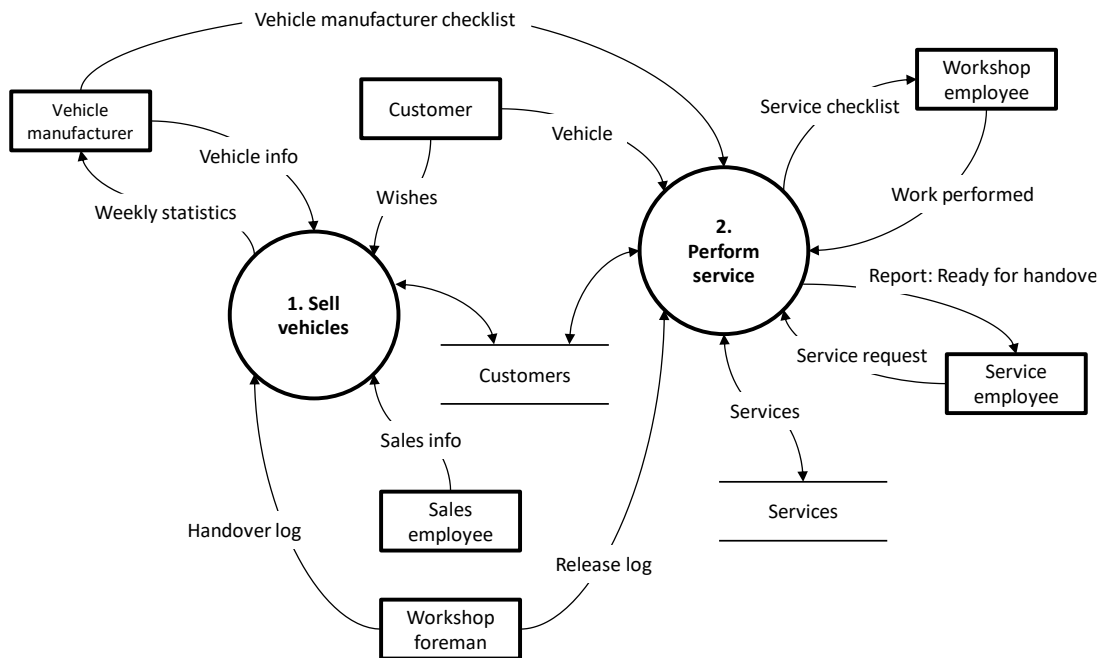 Vehicle manufacturer checklist
Workshop
employee
Vehicle
manufacturer
Customer
Service checklist
Vehicle
Vehicle info
Wishes
Work performed
Weekly statistics
2.
Perform
service
Report: Ready for handove
1. Sell
vehicles
Service request
Customers
Service
employee
Services
Sales info
Sales
employee
Services
Handover log
Release log
Workshop
foreman